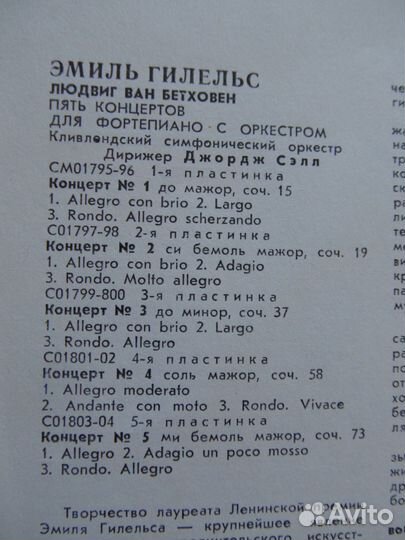 ЭМИЛЬ ГИЛЕЛЬС
ЛЮДВИГ ВАН БЕТХОВЕН
ПЯТЬ КОНЦЕРТОВ
ДЛЯ ФОРТЕПИАНО С ОРКЕСТРОМ
Кливлендский симфонический оркестр
Дирижер Джордж Сэлл
СМ01795-96 1-я пластинка
Концерт № 1 до мажор, соч. 15
1. Allegro con brio 2. Largo
3. Rondo. Allegro scherzando
С01797-98 2-я пластинка
Концерт № 2 си бемоль мажор, соч. 19
1. Allegro con brio 2. Adagio
3. Rondo. Molto allegro
С01799-800 3-я пластинка
Концерт № 3 до минор, соч. 37
1. Allegro con brio 2. Largo
3. Rondo. Allegro
С01801-02 4-я пластинка
Концерт № 4 соль мажор, соч. 58
1. Allegro moderato
2. Andante con moto 3. Rondo. Vivace
С01803-04 5-я пластинка
Концерт № 5 ми бемоль мажор, соч. 73
1. Allegro 2. Adagio un poco mosso
3. Rondo. Allegro
Творчество лауреата Ленинской премии
Эмиля Гилельса — крупнейшее явление
Avito